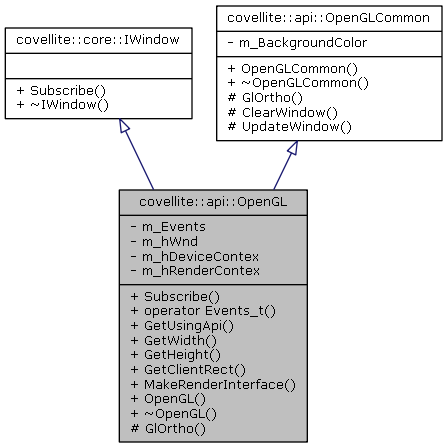 covellite::core::IWindow
+ Subscribe()
+ ~IWindow()
covellite::api::OpenGLCommon
- m_BackgroundColor
+ OpenGLCommon()
+ ~OpenGLCommon()
# GlOrtho()
# ClearWindow()
# UpdateWindow()
covellite::api::OpenGL
- m_Events
- m_hWnd
- m_hDeviceContex
- m_hRenderContex
+ Subscribe()
+ operator Events_t()
+ GetUsingApi()
+ GetWidth()
+ GetHeight()
+ GetClientRect()
+ MakeRenderInterface()
+ OpenGL()
+ ~OpenGL()
# GlOrtho()